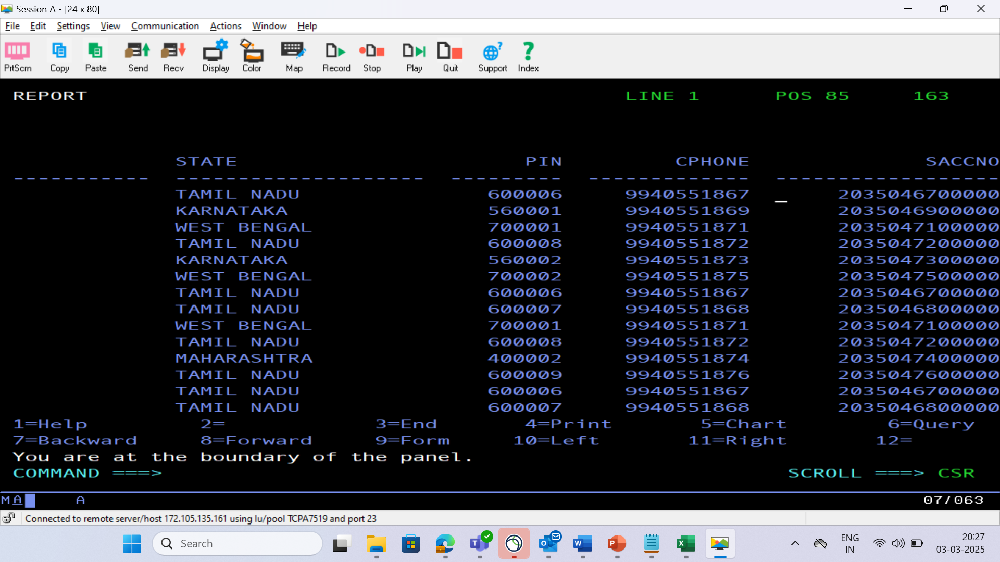 Session A - [24 x 80]
File Edit Settings View Communication Actions Window Help
PrtScrn Copy Paste Send Recv Display Color Map Record Stop Play Quit Support Index
REPORT LINE 1 POS 85 163
STATE PIN CPHONE SACCNO
----------- -------------------- --------- ------------- ------------------
TAMIL NADU 600006 9940551867 _ 2035046700000
KARNATAKA 560001 9940551869 2035046900000
WEST BENGAL 700001 9940551871 2035047100000
TAMIL NADU 600008 9940551872 2035047200000
KARNATAKA 560002 9940551873 2035047300000
WEST BENGAL 700002 9940551875 2035047500000
TAMIL NADU 600006 9940551867 2035046700000
TAMIL NADU 600007 9940551868 2035046800000
WEST BENGAL 700001 9940551871 2035047100000
TAMIL NADU 600008 9940551872 2035047200000
MAHARASHTRA 400002 9940551874 2035047400000
TAMIL NADU 600009 9940551876 2035047600000
TAMIL NADU 600006 9940551867 2035046700000
TAMIL NADU 600007 9940551868 2035046800000
1=Help 2= 3=End 4=Print 5=Chart 6=Query
7=Backward 8=Forward 9=Form 10=Left 11=Right 12=
You are at the boundary of the panel.
COMMAND ===> SCROLL ===> CSR
MA A 07/063
Connected to remote server/host 172.105.135.161 using lu/pool TCPA7519 and port 23
Search ENG 20:27
IN 03-03-2025